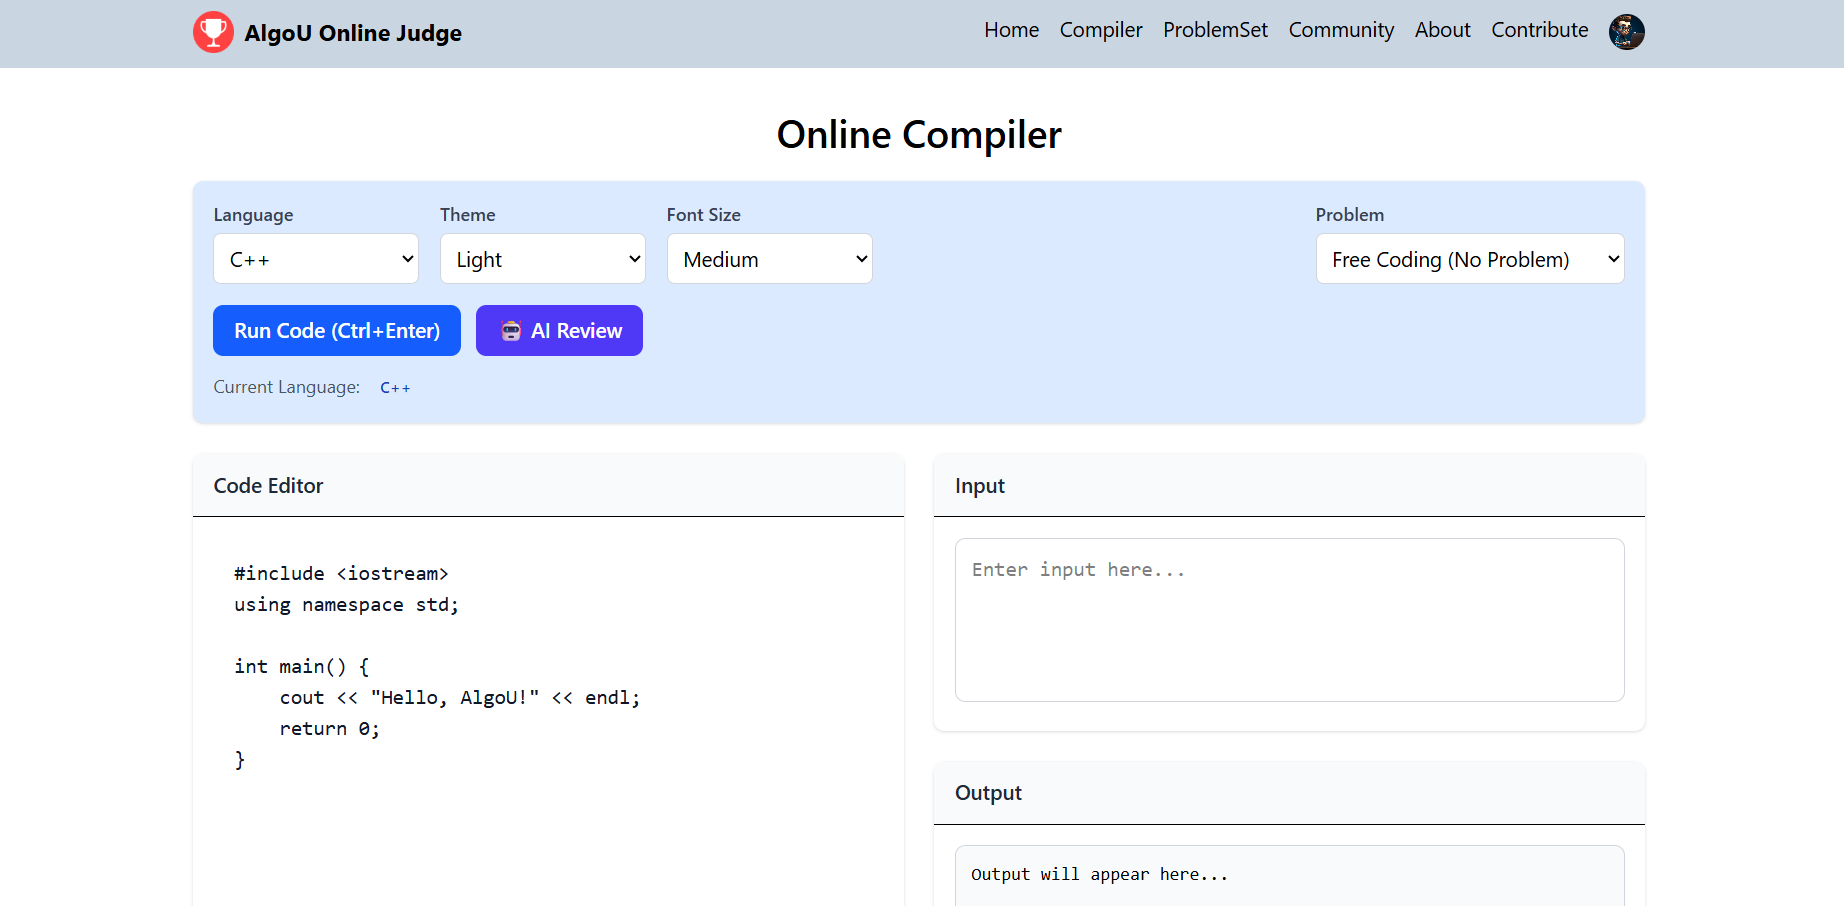 AlgoU Online Judge
Home Compiler ProblemSet Community About Contribute
Online Compiler
Language Theme Font Size Problem
C++ Light Medium Free Coding (No Problem)
Run Code (Ctrl+Enter) AI Review
Current Language: C++
Code Editor
#include <iostream>
using namespace std;
int main() {
    cout << "Hello, AlgoU!" << endl;
    return 0;
}
Input
Enter input here...
Output
Output will appear here...